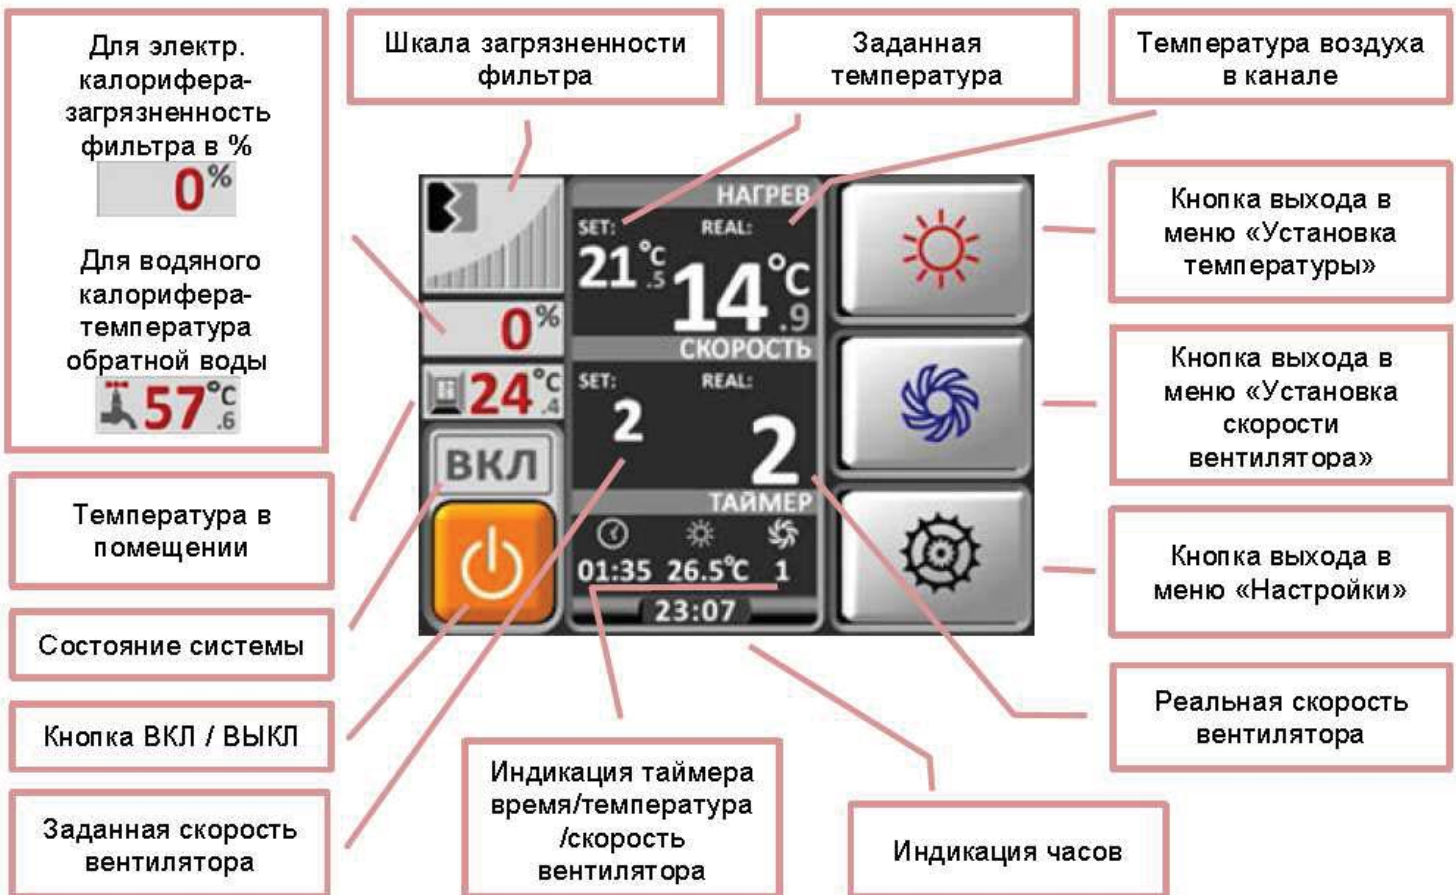 Для электр.
калорифера-
загрязненность
фильтра в %
0%
Для водяного
калорифера-
температура
обратной воды
57°C
.6
Шкала загрязненности
фильтра
Заданная
температура
Температура воздуха
в канале
НАГРЕВ
SET: REAL:
21°C
.5
14°C
.9
0%
24°C
.4
СКОРОСТЬ
SET: REAL:
2
2
ВКЛ
ТАЙМЕР
01:35 26.5°C 1
23:07
Кнопка выхода в
меню «Установка
температуры»
Кнопка выхода в
меню «Установка
скорости
вентилятора»
Кнопка выхода в
меню «Настройки»
Реальная скорость
вентилятора
Температура в
помещении
Состояние системы
Кнопка ВКЛ / ВЫКЛ
Заданная скорость
вентилятора
Индикация таймера
время/температура
/скорость
вентилятора
Индикация часов